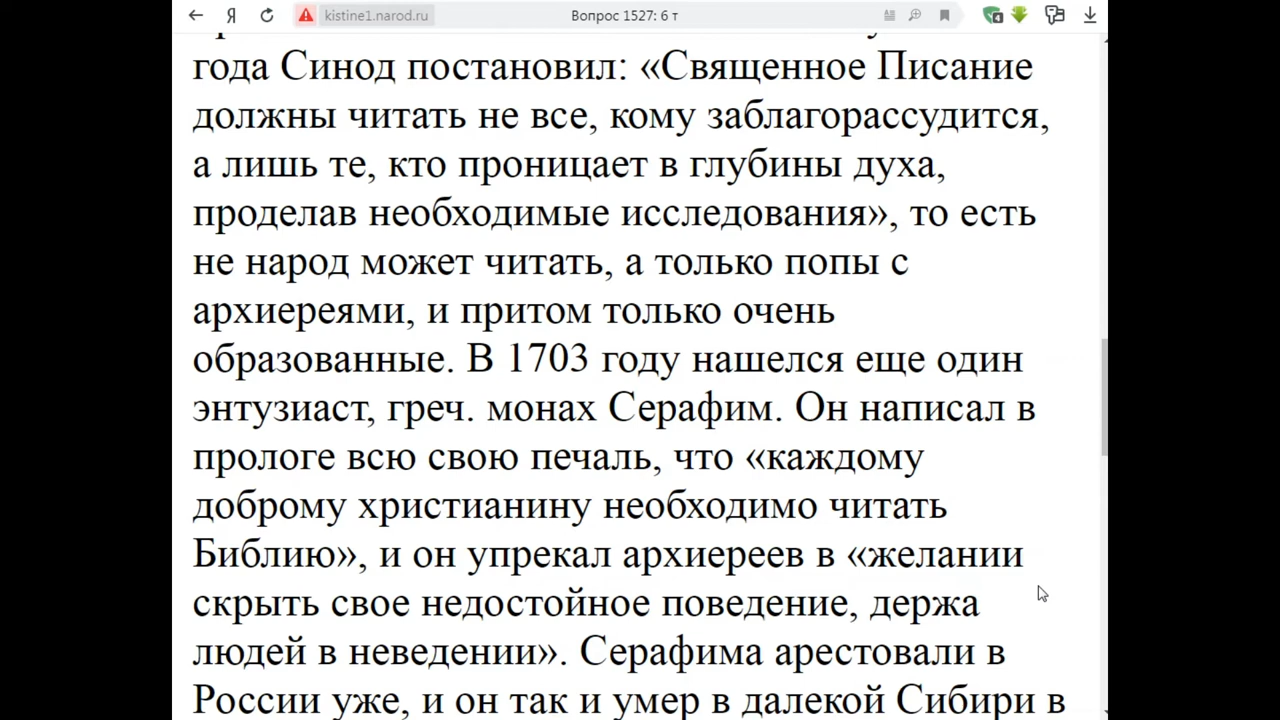 Я kistine1.narod.ru Вопрос 1527: 6 т 4
года Синод постановил: «Священное Писание
должны читать не все, кому заблагорассудится,
а лишь те, кто проницает в глубины духа,
проделав необходимые исследования», то есть
не народ может читать, а только попы с
архиереями, и притом только очень
образованные. В 1703 году нашелся еще один
энтузиаст, греч. монах Серафим. Он написал в
прологе всю свою печаль, что «каждому
доброму христианину необходимо читать
Библию», и он упрекал архиереев в «желании
скрыть свое недостойное поведение, держа
людей в неведении». Серафима арестовали в
России уже, и он так и умер в далекой Сибири в